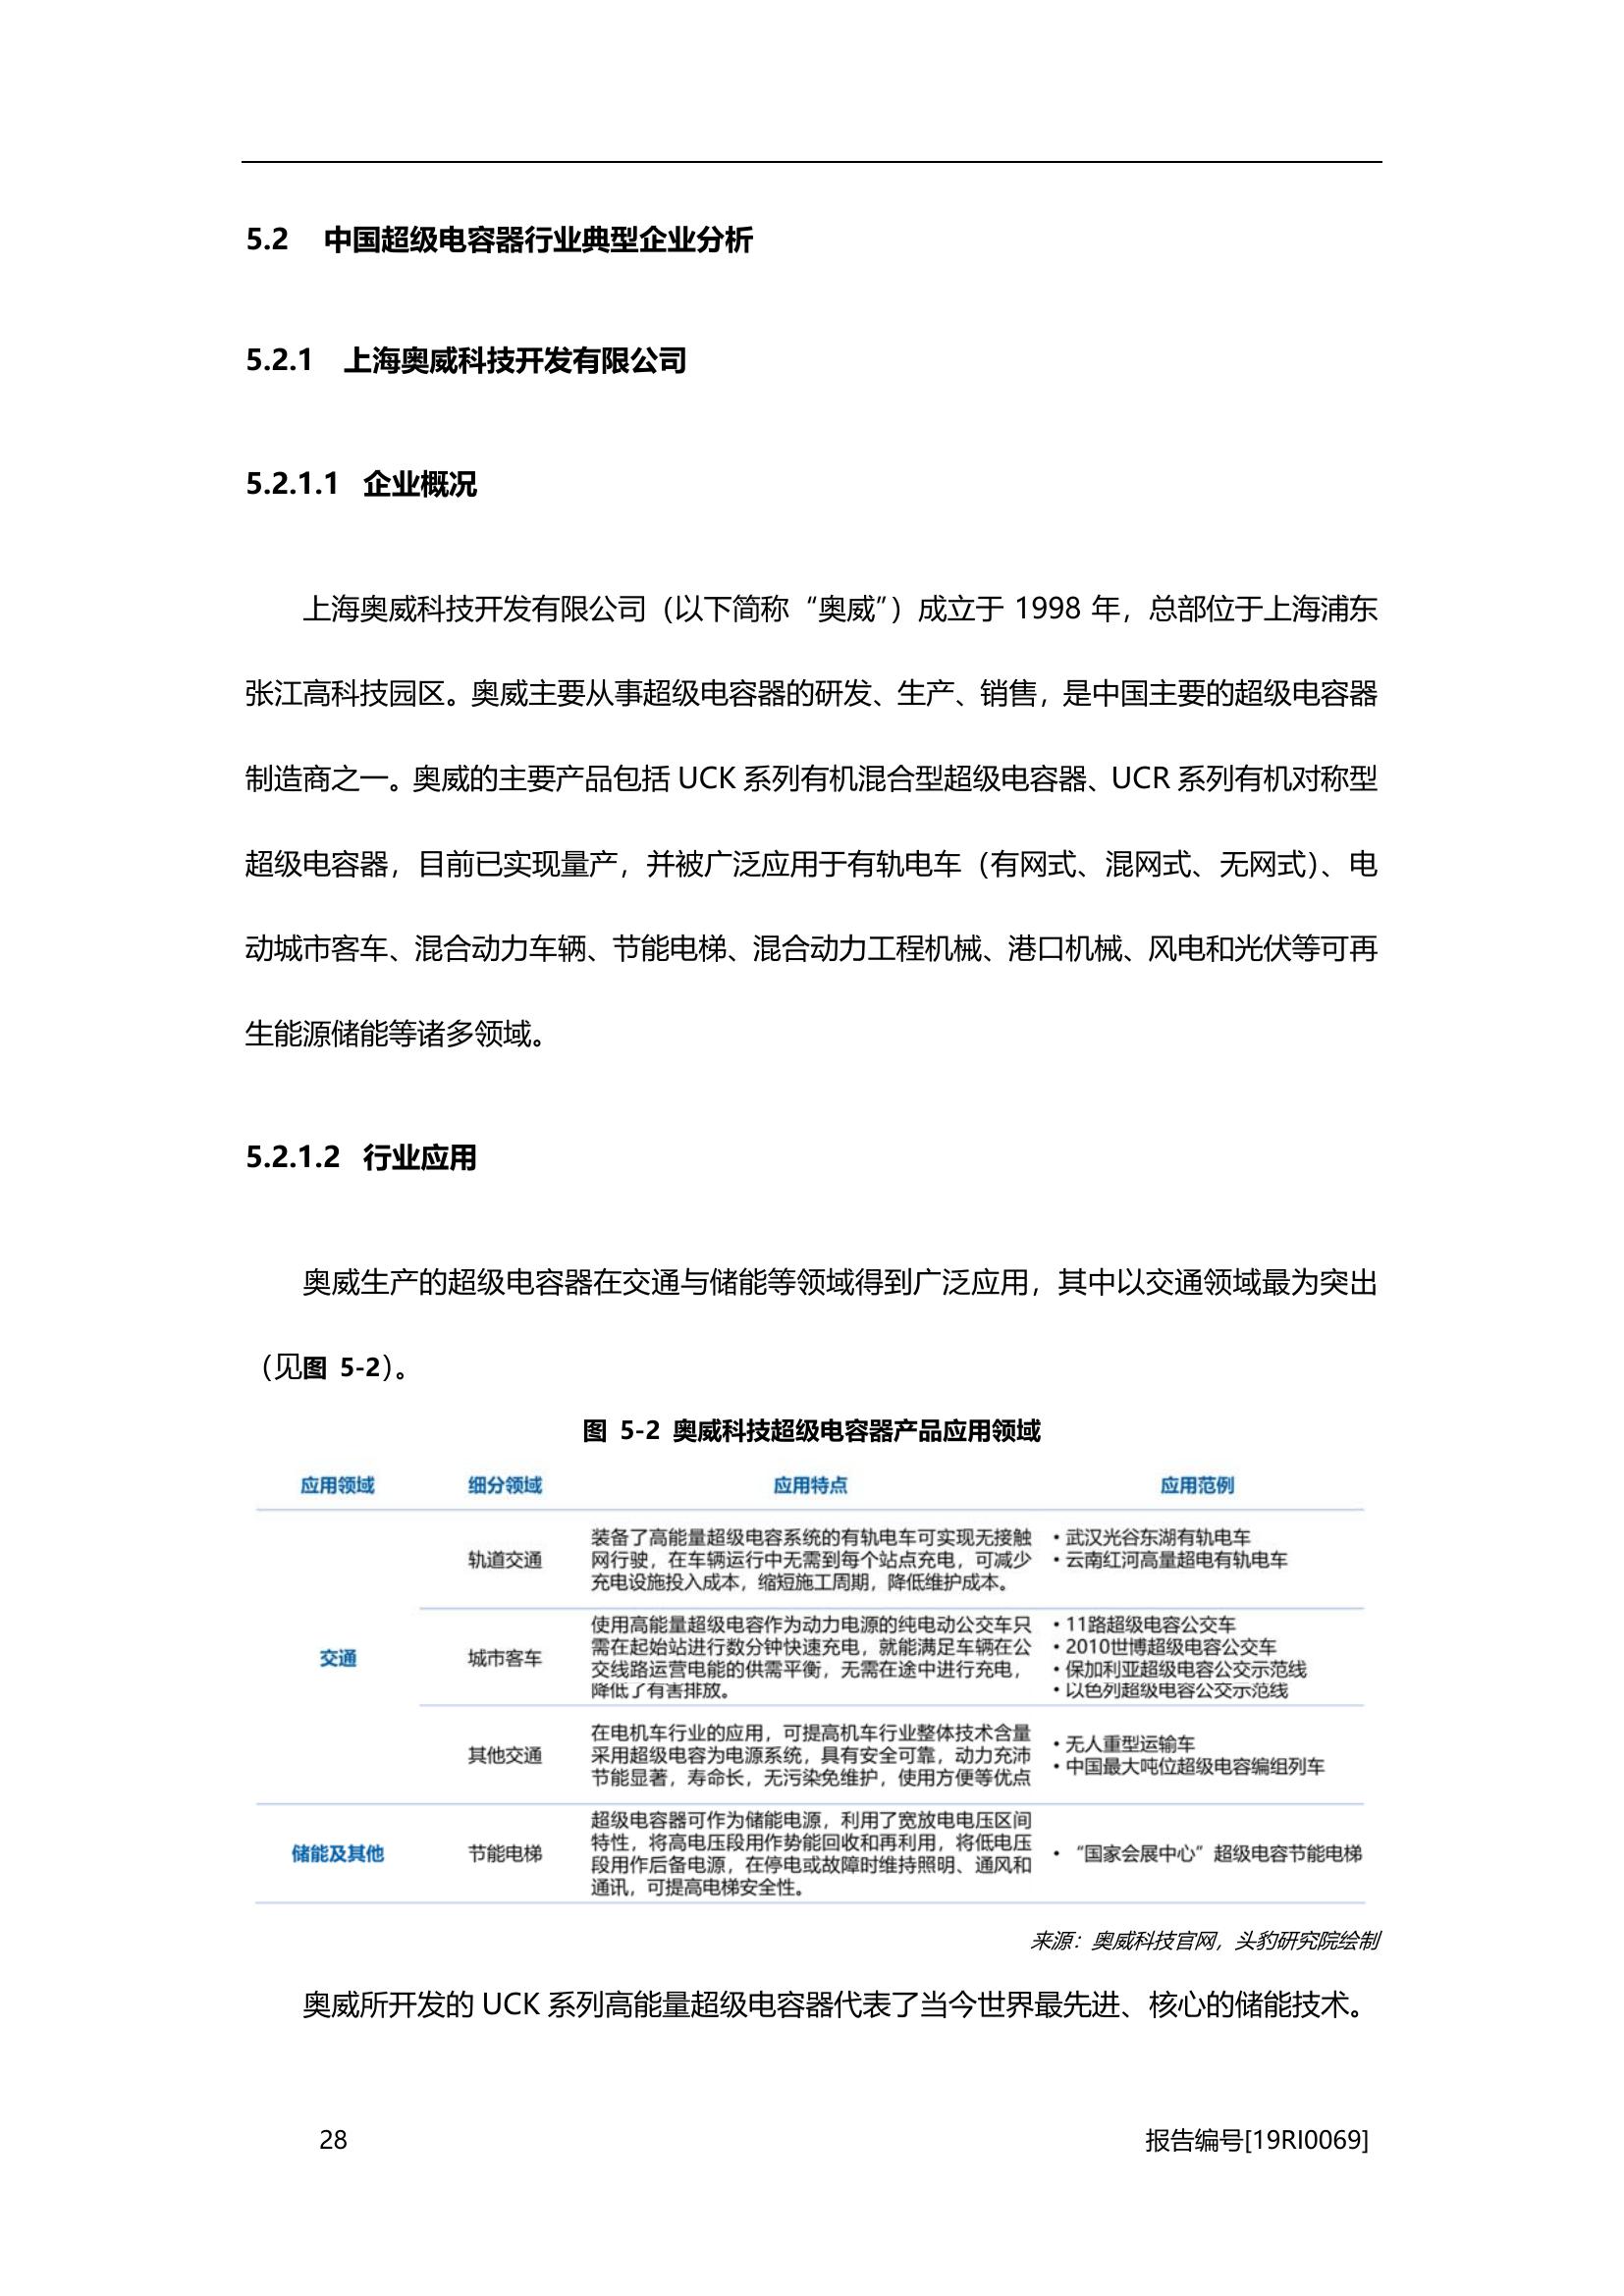 5.2 中国超级电容器行业典型企业分析
5.2.1 上海奥威科技开发有限公司
5.2.1.1 企业概况
上海奥威科技开发有限公司（以下简称“奥威”）成立于 1998 年，总部位于上海浦东
张江高科技园区。奥威主要从事超级电容器的研发、生产、销售，是中国主要的超级电容器
制造商之一。奥威的主要产品包括 UCK 系列有机混合型超级电容器、UCR 系列有机对称型
超级电容器，目前已实现量产，并被广泛应用于有轨电车（有网式、混网式、无网式）、电
动城市客车、混合动力车辆、节能电梯、混合动力工程机械、港口机械、风电和光伏等可再
生能源储能等诸多领域。
5.2.1.2 行业应用
奥威生产的超级电容器在交通与储能等领域得到广泛应用，其中以交通领域最为突出
（见图 5-2）。
图 5-2 奥威科技超级电容器产品应用领域
应用领域 细分领域 应用特点 应用范例
交通
轨道交通
装备了高能量超级电容系统的有轨电车可实现无接触
网行驶，在车辆运行中无需到每个站点充电，可减少
充电设施投入成本，缩短施工周期，降低维护成本。
• 武汉光谷东湖有轨电车
• 云南红河高量超电有轨电车
城市客车
使用高能量超级电容作为动力电源的纯电动公交车只
需在起始站进行数分钟快速充电，就能满足车辆在公
交线路运营电能的供需平衡，无需在途中进行充电，
降低了有害排放。
• 11路超级电容公交车
• 2010世博超级电容公交车
• 保加利亚超级电容公交示范线
• 以色列超级电容公交示范线
其他交通
在电机车行业的应用，可提高机车行业整体技术含量
采用超级电容为电源系统，具有安全可靠，动力充沛
节能显著，寿命长，无污染免维护，使用方便等优点
• 无人重型运输车
• 中国最大吨位超级电容编组列车
储能及其他
节能电梯
超级电容器可作为储能电源，利用了宽放电电压区间
特性，将高电压段用作势能回收和再利用，将低电压
段用作后备电源，在停电或故障时维持照明、通风和
通讯，可提高电梯安全性。
• “国家会展中心”超级电容节能电梯
来源：奥威科技官网，头豹研究院绘制
奥威所开发的 UCK 系列高能量超级电容器代表了当今世界最先进、核心的储能技术。
28
报告编号[19RI0069]